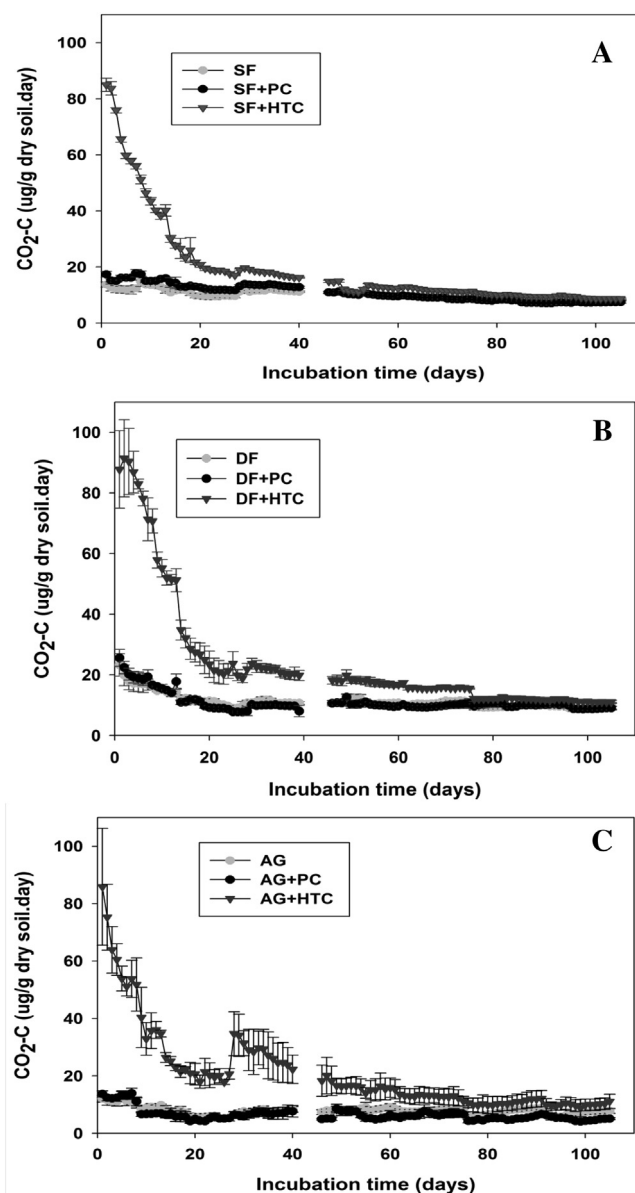 A
SF
SF+PC
SF+HTC
CO2-C (ug/g dry soil.day)
100
80
60
40
20
0
0 20 40 60 80 100
Incubation time (days)
B
DF
DF+PC
DF+HTC
CO2-C (ug/g dry soil.day)
100
80
60
40
20
0
0 20 40 60 80 100
Incubation time (days)
C
AG
AG+PC
AG+HTC
CO2-C (ug/g dry soil.day)
100
80
60
40
20
0
0 20 40 60 80 100
Incubation time (days)